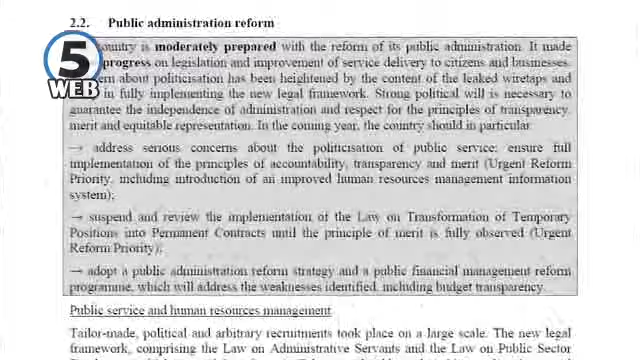 2.2. Public administration reform
country is moderately prepared with the reform of its public administration. It made
progress on legislation and improvement of service delivery to citizens and businesses.
about politicisation has been heightened by the content of the leaked wiretaps and
in fully implementing the new legal framework. Strong political will is necessary to
guarantee the independence of administration and respect for the principles of transparency,
merit and equitable representation. In the coming year, the country should in particular:
→ address serious concerns about the politicisation of public service; ensure full
implementation of the principles of accountability, transparency and merit (Urgent Reform
Priority, including introduction of an improved human resources management information
system);
→ suspend and review the implementation of the Law on Transformation of Temporary
Positions into Permanent Contracts until the principle of merit is fully observed (Urgent
Reform Priority);
→ adopt a public administration reform strategy and a public financial management reform
programme, which will address the weaknesses identified, including budget transparency.
Public service and human resources management
Tailor-made, political and arbitrary recruitments took place on a large scale. The new legal
framework, comprising the Law on Administrative Servants and the Law on Public Sector
5
WEB